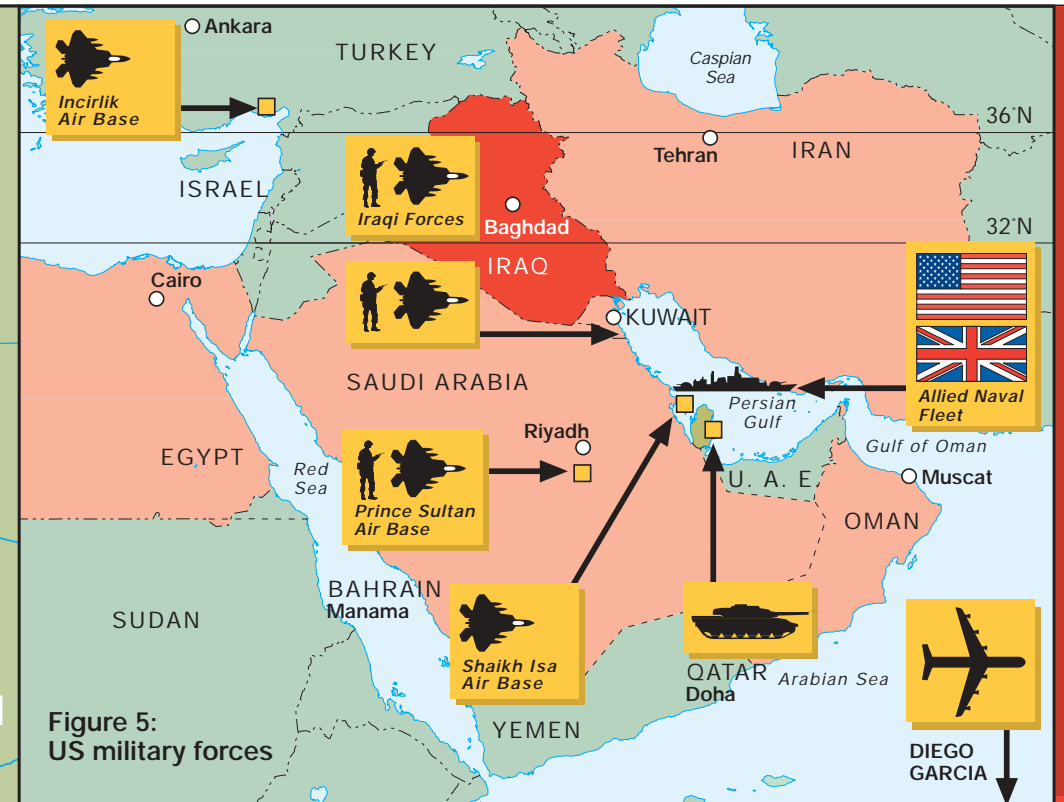 Ankara
TURKEY
Caspian
Sea
Incirlik
Air Base
36°N
Tehran
IRAN
ISRAEL
Iraqi Forces
Baghdad
32°N
IRAQ
Cairo
KUWAIT
SAUDI ARABIA
Allied Naval
Fleet
Persian
Gulf
Riyadh
Gulf of Oman
EGYPT
Red
Sea
U. A. E.
Muscat
Prince Sultan
Air Base
OMAN
BAHRAIN
Manama
SUDAN
Shaikh Isa
Air Base
QATAR
Doha
Arabian Sea
YEMEN
Figure 5:
US military forces
DIEGO
GARCIA